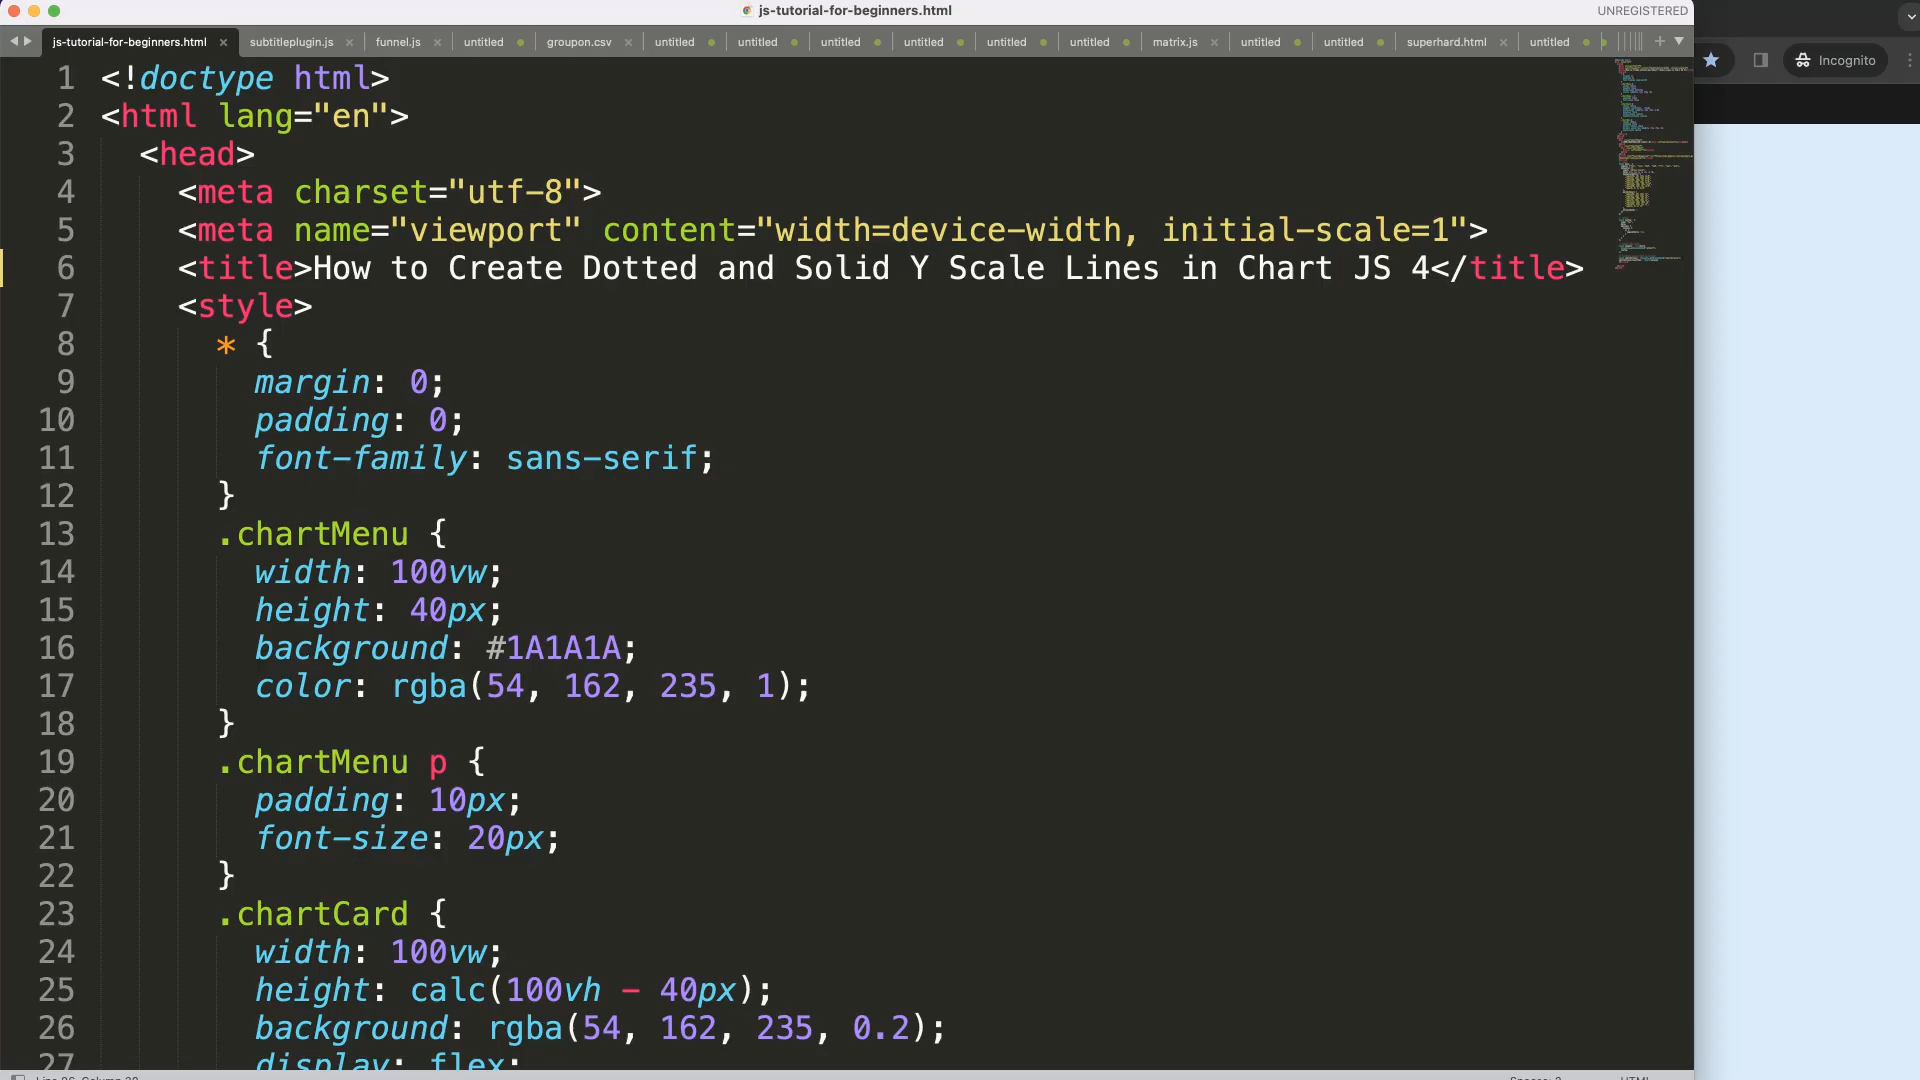 js-tutorial-for-beginners.html
UNREGISTERED
js-tutorial-for-beginners.html subtitleplugin.js funnel.js untitled groupon.csv untitled untitled untitled untitled untitled untitled matrix.js untitled untitled superhard.html untitled
Incognito
1 <!doctype html>
2 <html lang="en">
3 <head>
4 <meta charset="utf-8">
5 <meta name="viewport" content="width=device-width, initial-scale=1">
6 <title>How to Create Dotted and Solid Y Scale Lines in Chart JS 4</title>
7 <style>
8 * {
9 margin: 0;
10 padding: 0;
11 font-family: sans-serif;
12 }
13 .chartMenu {
14 width: 100vw;
15 height: 40px;
16 background: #1A1A1A;
17 color: rgba(54, 162, 235, 1);
18 }
19 .chartMenu p {
20 padding: 10px;
21 font-size: 20px;
22 }
23 .chartCard {
24 width: 100vw;
25 height: calc(100vh - 40px);
26 background: rgba(54, 162, 235, 0.2);
27 display: flex;